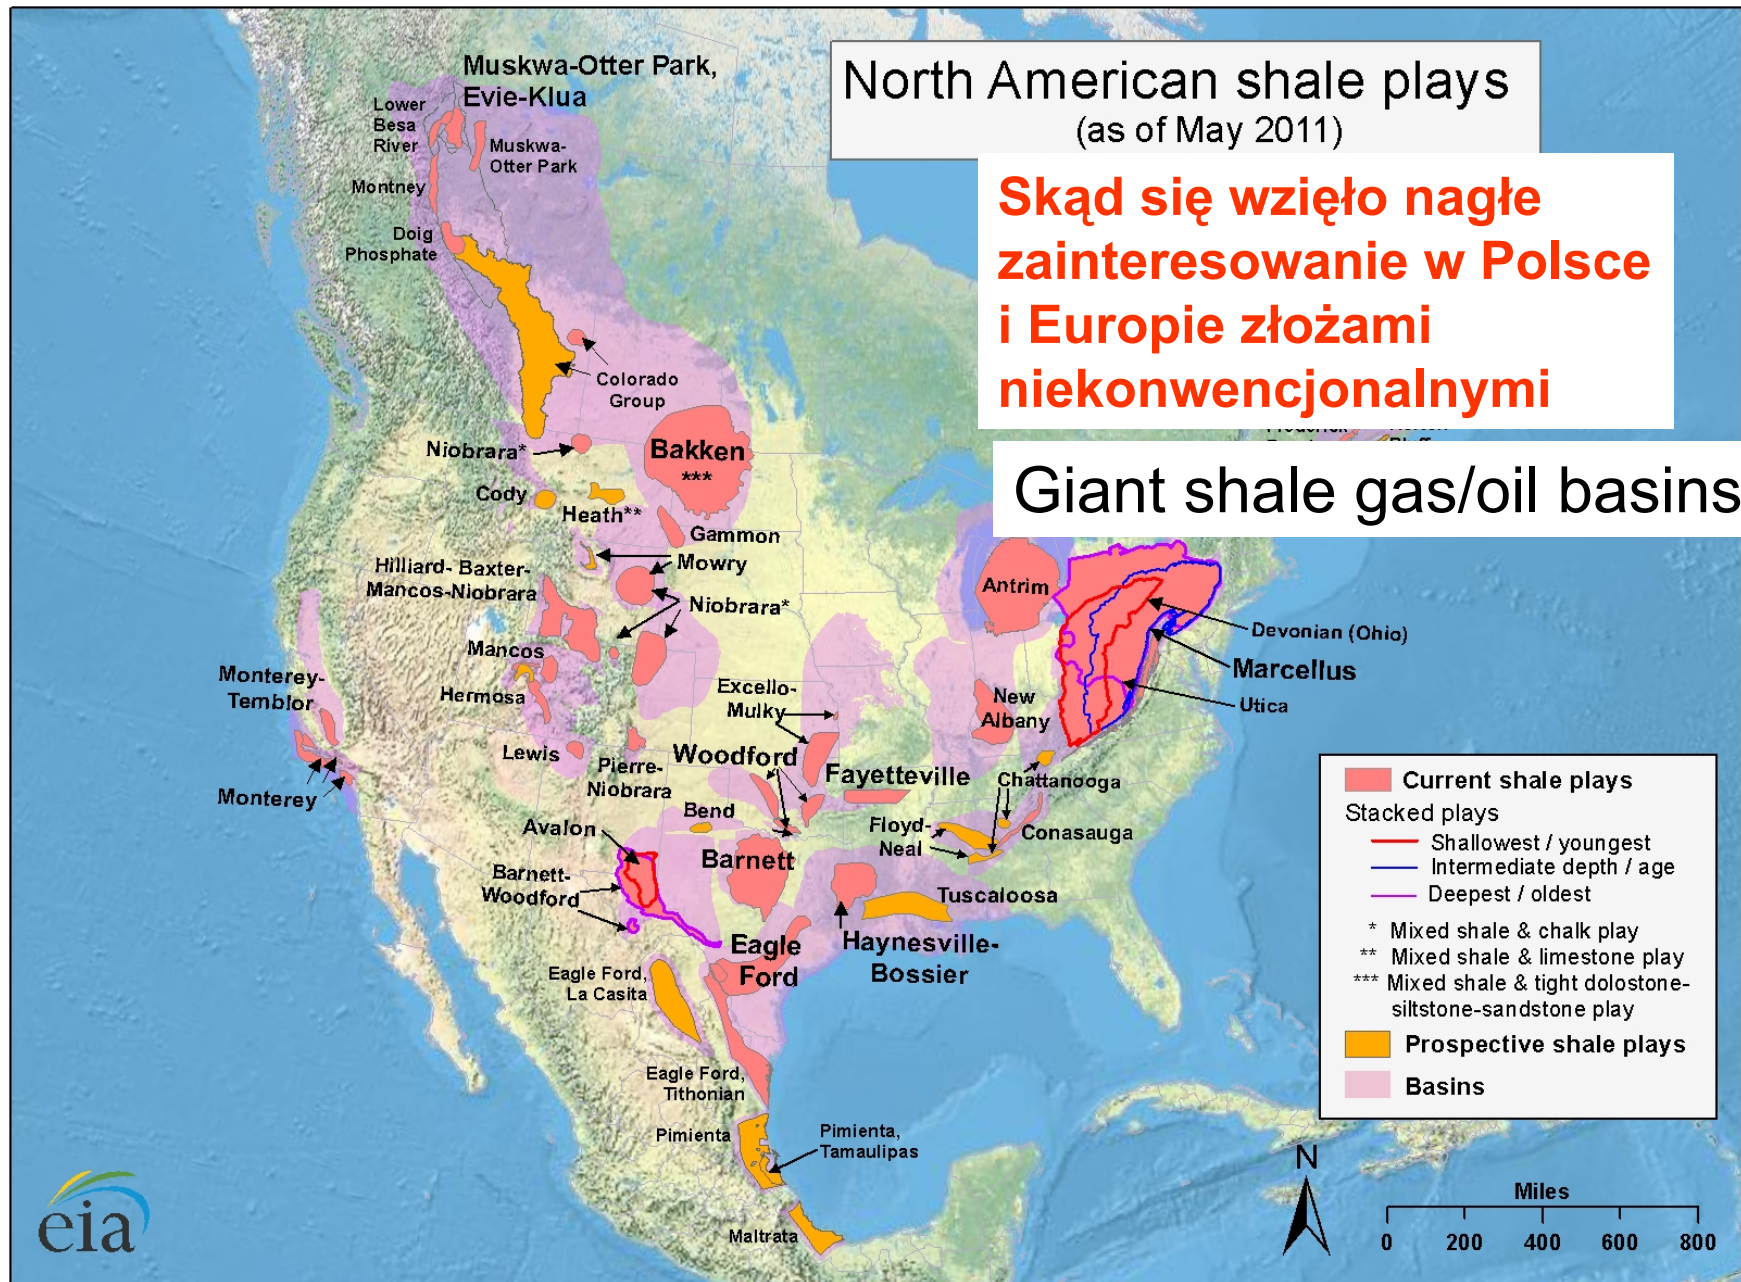 North American shale plays
(as of May 2011)
Skąd się wzięło nagłe
zainteresowanie w Polsce
i Europie złożami
niekonwencjonalnymi
Giant shale gas/oil basins
Muskwa-Otter Park,
Evie-Klua
Lower
Besa
River
Muskwa-
Otter Park
Montney
Doig
Phosphate
Colorado
Group
Niobrara*
Bakken
***
Cody
Heath**
Gammon
Mowry
Hilliard- Baxter-
Mancos-Niobrara
Niobrara*
Antrim
Devonian (Ohio)
Marcellus
Utica
Mancos
Hermosa
Monterey-
Temblor
Excello-
Mulky
New
Albany
Lewis
Pierre-
Niobrara
Woodford
Fayetteville
Chattanooga
Monterey
Bend
Avalon
Floyd-
Neal
Conasauga
Barnett
Barnett-
Woodford
Tuscaloosa
Eagle
Ford
Haynesville-
Bossier
Eagle Ford,
La Casita
Eagle Ford,
Tithonian
Pimienta
Pimienta,
Tamaulipas
Maltrata
Current shale plays
Stacked plays
Shallowest / youngest
Intermediate depth / age
Deepest / oldest
* Mixed shale & chalk play
** Mixed shale & limestone play
*** Mixed shale & tight dolostone-
siltstone-sandstone play
Prospective shale plays
Basins
N
Miles
0 200 400 600 800
eia